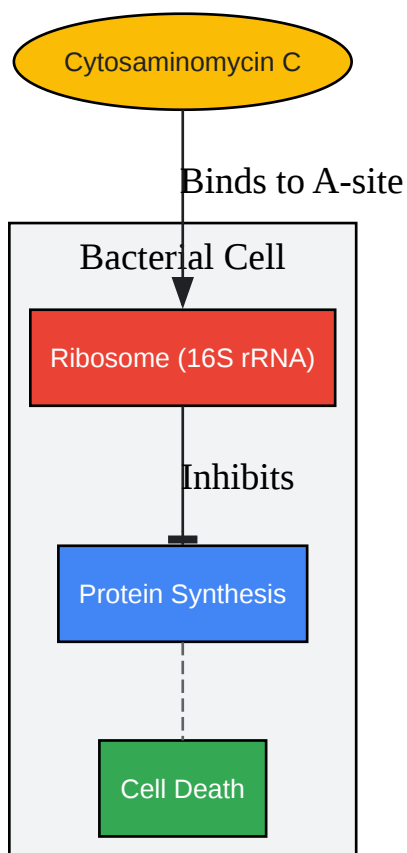 Cytosaminomycin C
Binds to A-site
Bacterial Cell
Ribosome (16S rRNA)
Inhibits
Protein Synthesis
Cell Death